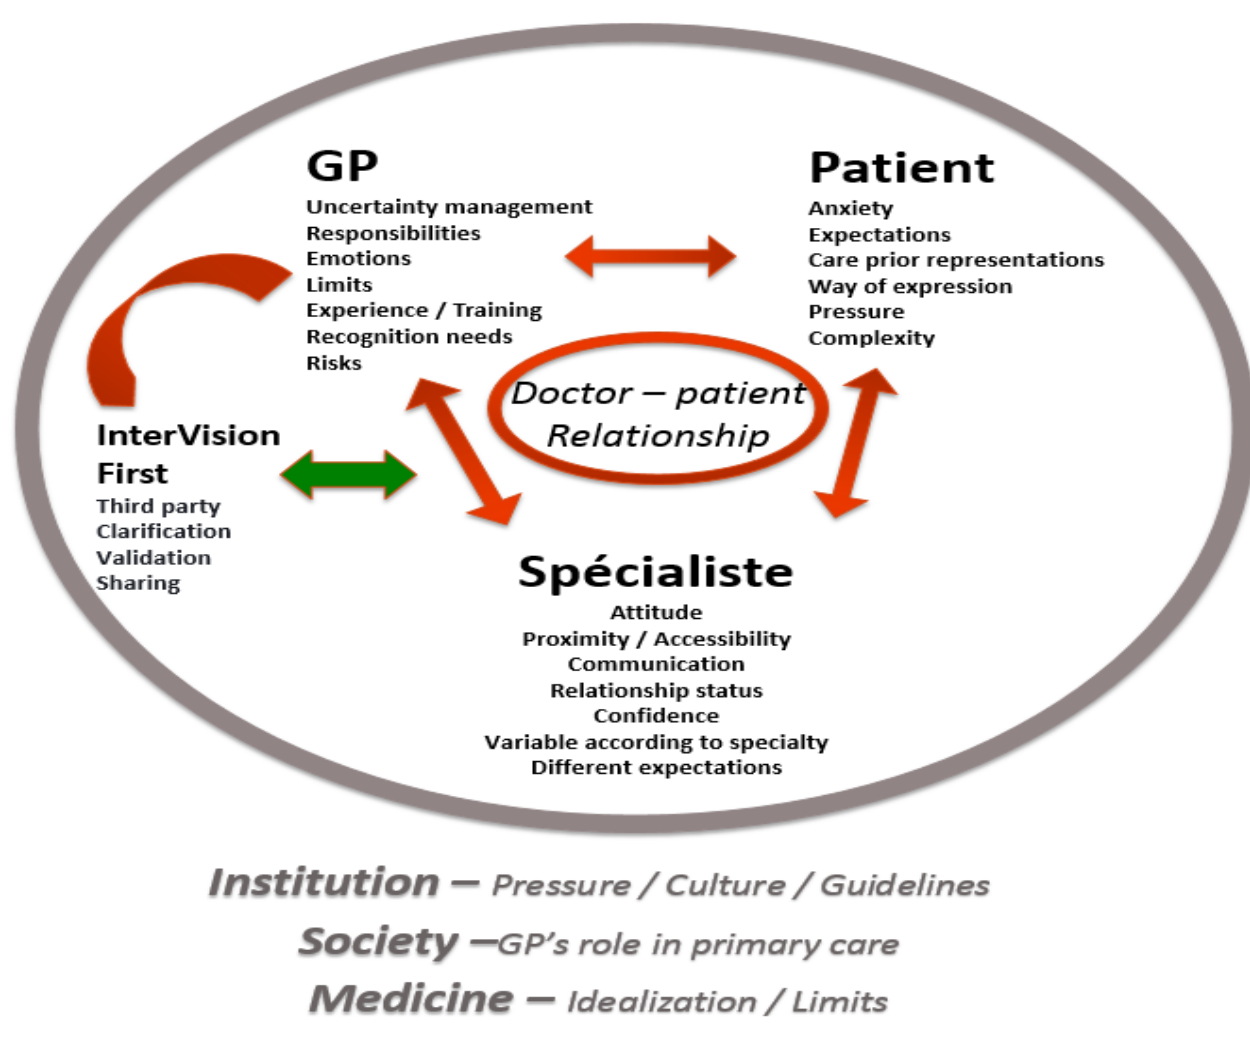 GP
Uncertainty management
Responsibilities
Emotions
Limits
Experience / Training
Recognition needs
Risks
Patient
Anxiety
Expectations
Care prior representations
Way of expression
Pressure
Complexity
Doctor – patient
Relationship
InterVision
First
Third party
Clarification
Validation
Sharing
Spécialiste
Attitude
Proximity / Accessibility
Communication
Relationship status
Confidence
Variable according to specialty
Different expectations
Institution – Pressure / Culture / Guidelines
Society –GP’s role in primary care
Medicine – Idealization / Limits